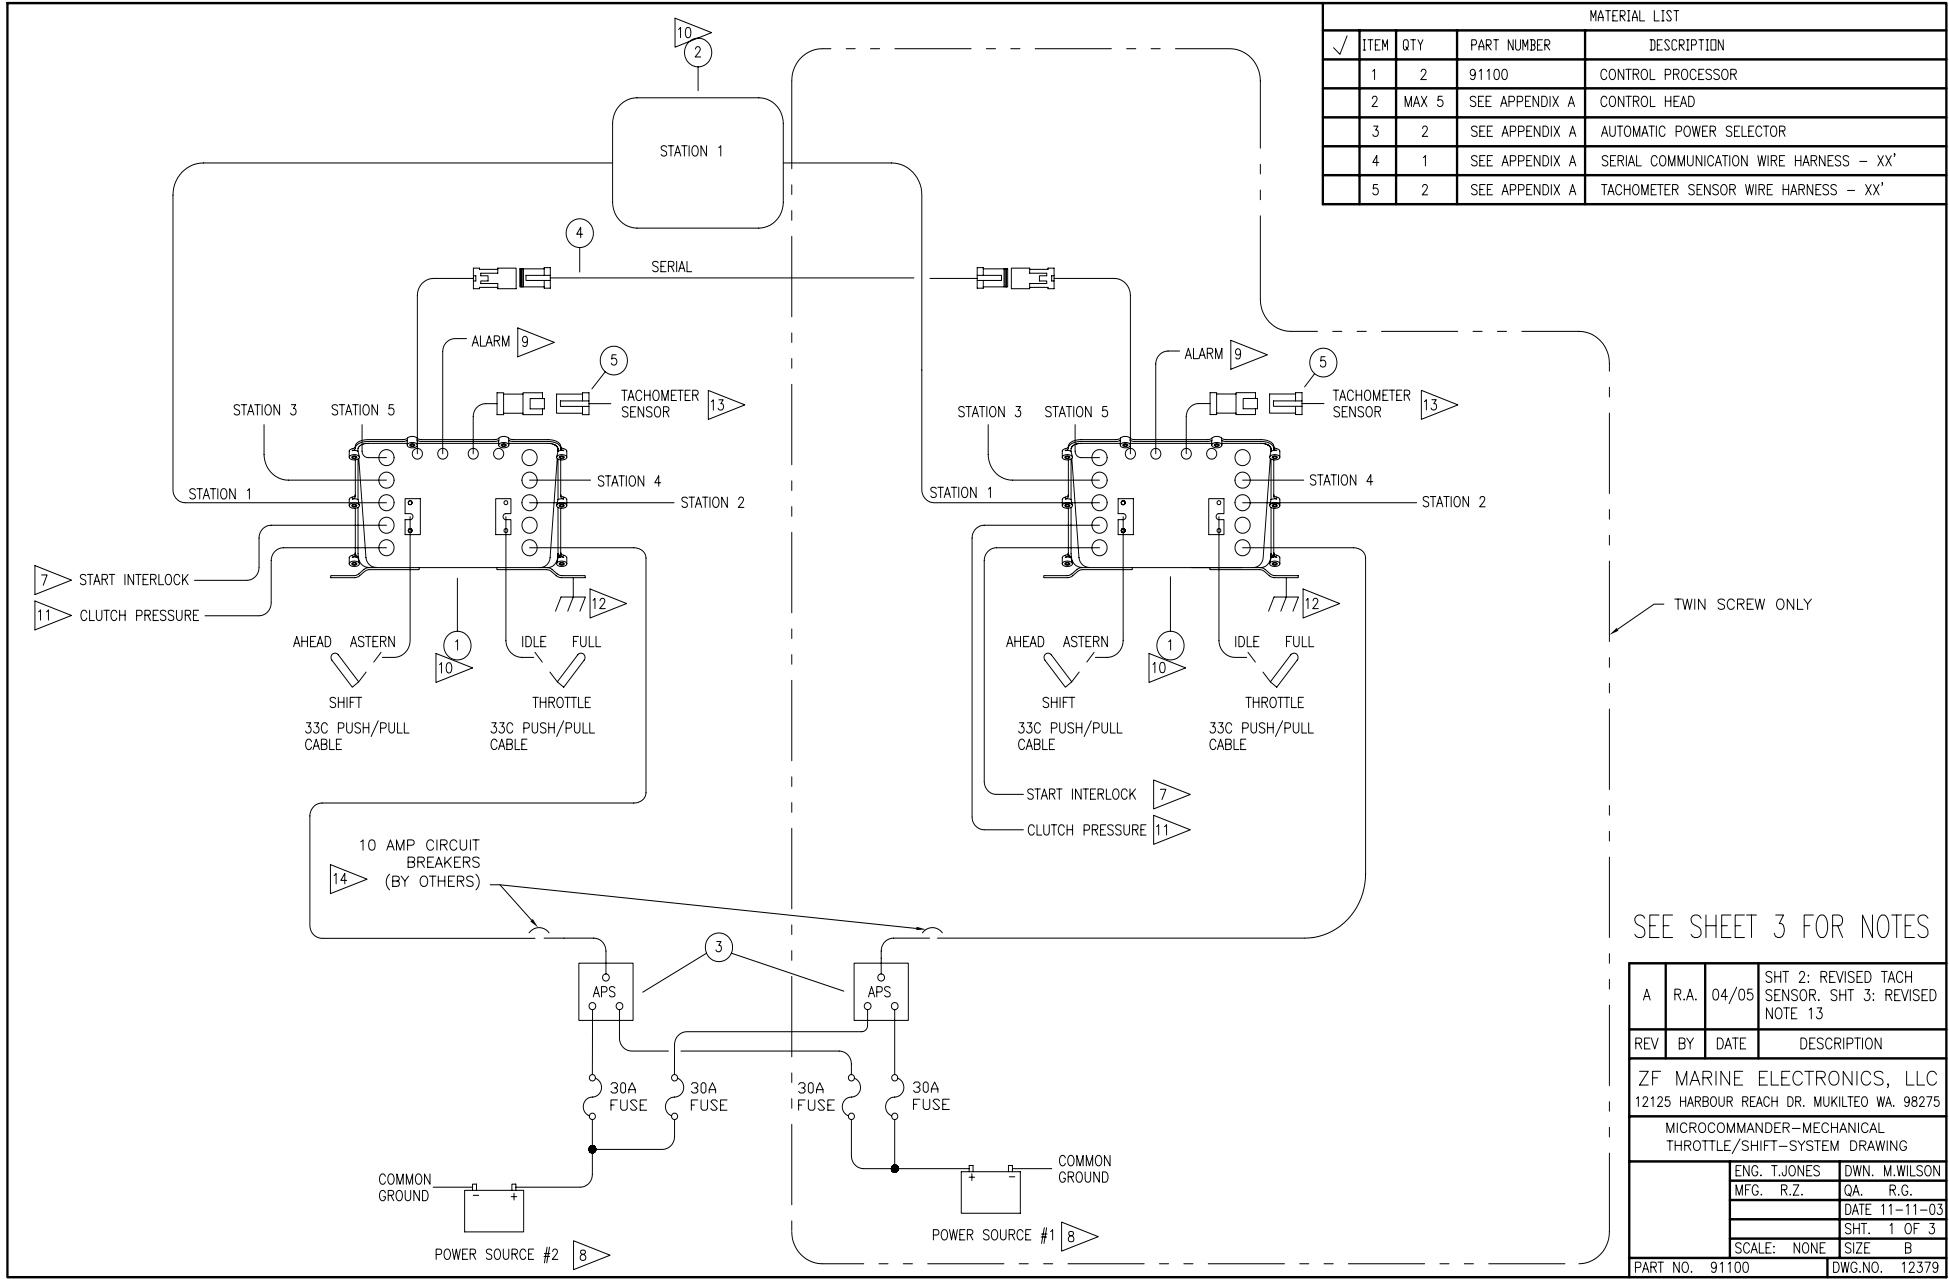 MATERIAL LIST
√ ITEM QTY PART NUMBER DESCRIPTION
1 2 91100 CONTROL PROCESSOR
2 MAX 5 SEE APPENDIX A CONTROL HEAD
3 2 SEE APPENDIX A AUTOMATIC POWER SELECTOR
4 1 SEE APPENDIX A SERIAL COMMUNICATION WIRE HARNESS – XX'
5 2 SEE APPENDIX A TACHOMETER SENSOR WIRE HARNESS – XX'
10
2
STATION 1
4
SERIAL
ALARM 9
5
TACHOMETER
SENSOR
13
STATION 3
STATION 5
STATION 4
STATION 1
STATION 2
7 START INTERLOCK
11 CLUTCH PRESSURE
12
AHEAD ASTERN
1
10
IDLE FULL
SHIFT
THROTTLE
33C PUSH/PULL
CABLE
33C PUSH/PULL
CABLE
ALARM 9
5
TACHOMETER
SENSOR
13
STATION 3
STATION 5
STATION 4
STATION 1
STATION 2
12
AHEAD ASTERN
1
10
IDLE FULL
SHIFT
THROTTLE
33C PUSH/PULL
CABLE
33C PUSH/PULL
CABLE
START INTERLOCK 7
CLUTCH PRESSURE 11
TWIN SCREW ONLY
10 AMP CIRCUIT
BREAKERS
(BY OTHERS)
14
3
APS
APS
30A
FUSE
30A
FUSE
30A
FUSE
30A
FUSE
COMMON
GROUND
– +
POWER SOURCE #2 8
COMMON
GROUND
+ –
POWER SOURCE #1 8
SEE SHEET 3 FOR NOTES
A R.A. 04/05 SHT 2: REVISED TACH
SENSOR. SHT 3: REVISED
NOTE 13
REV BY DATE DESCRIPTION
ZF MARINE ELECTRONICS, LLC
12125 HARBOUR REACH DR. MUKILTEO WA. 98275
MICROCOMMANDER–MECHANICAL
THROTTLE/SHIFT–SYSTEM DRAWING
ENG. T.JONES DWN. M.WILSON
MFG. R.Z. QA. R.G.
DATE 11–11–03
SHT. 1 OF 3
SCALE: NONE SIZE B
PART NO. 91100 DWG.NO. 12379